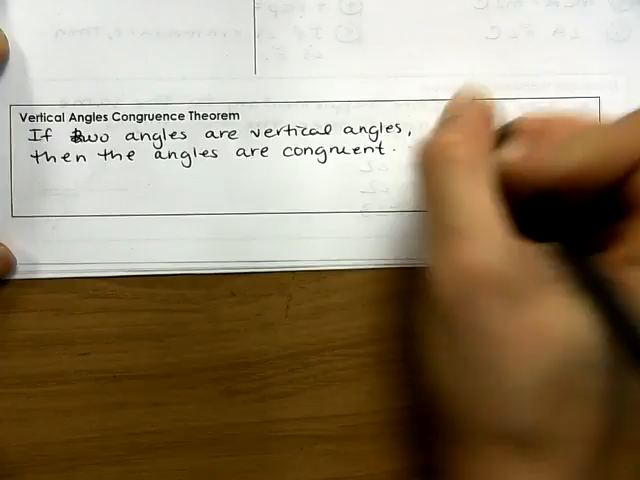 Vertical Angles Congruence Theorem
If two angles are vertical angles,
then the angles are congruent.